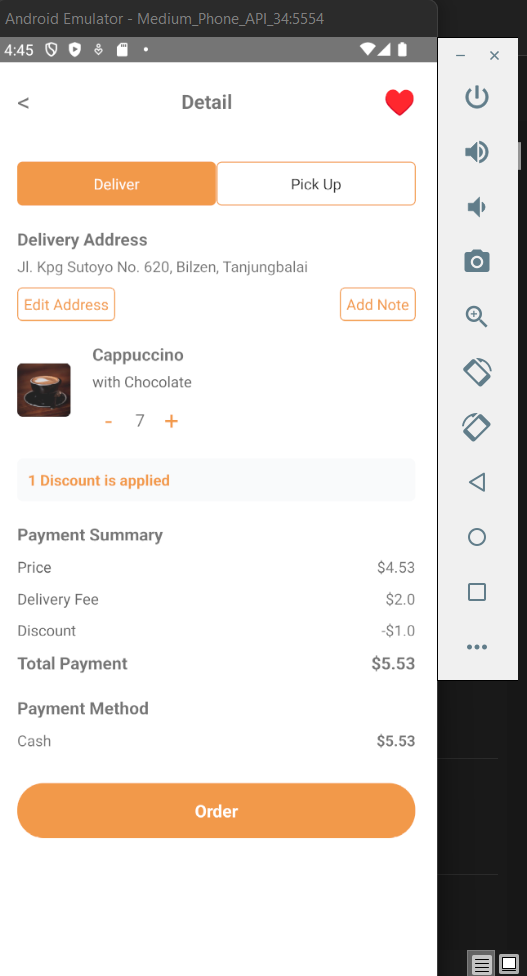 Android Emulator - Medium_Phone_API_34:5554
4:45
< Detail
Deliver Pick Up
Delivery Address
Jl. Kpg Sutoyo No. 620, Bilzen, Tanjungbalai
Edit Address Add Note
Cappuccino
with Chocolate
- 7 +
1 Discount is applied
Payment Summary
Price $4.53
Delivery Fee $2.0
Discount -$1.0
Total Payment $5.53
Payment Method
Cash $5.53
Order